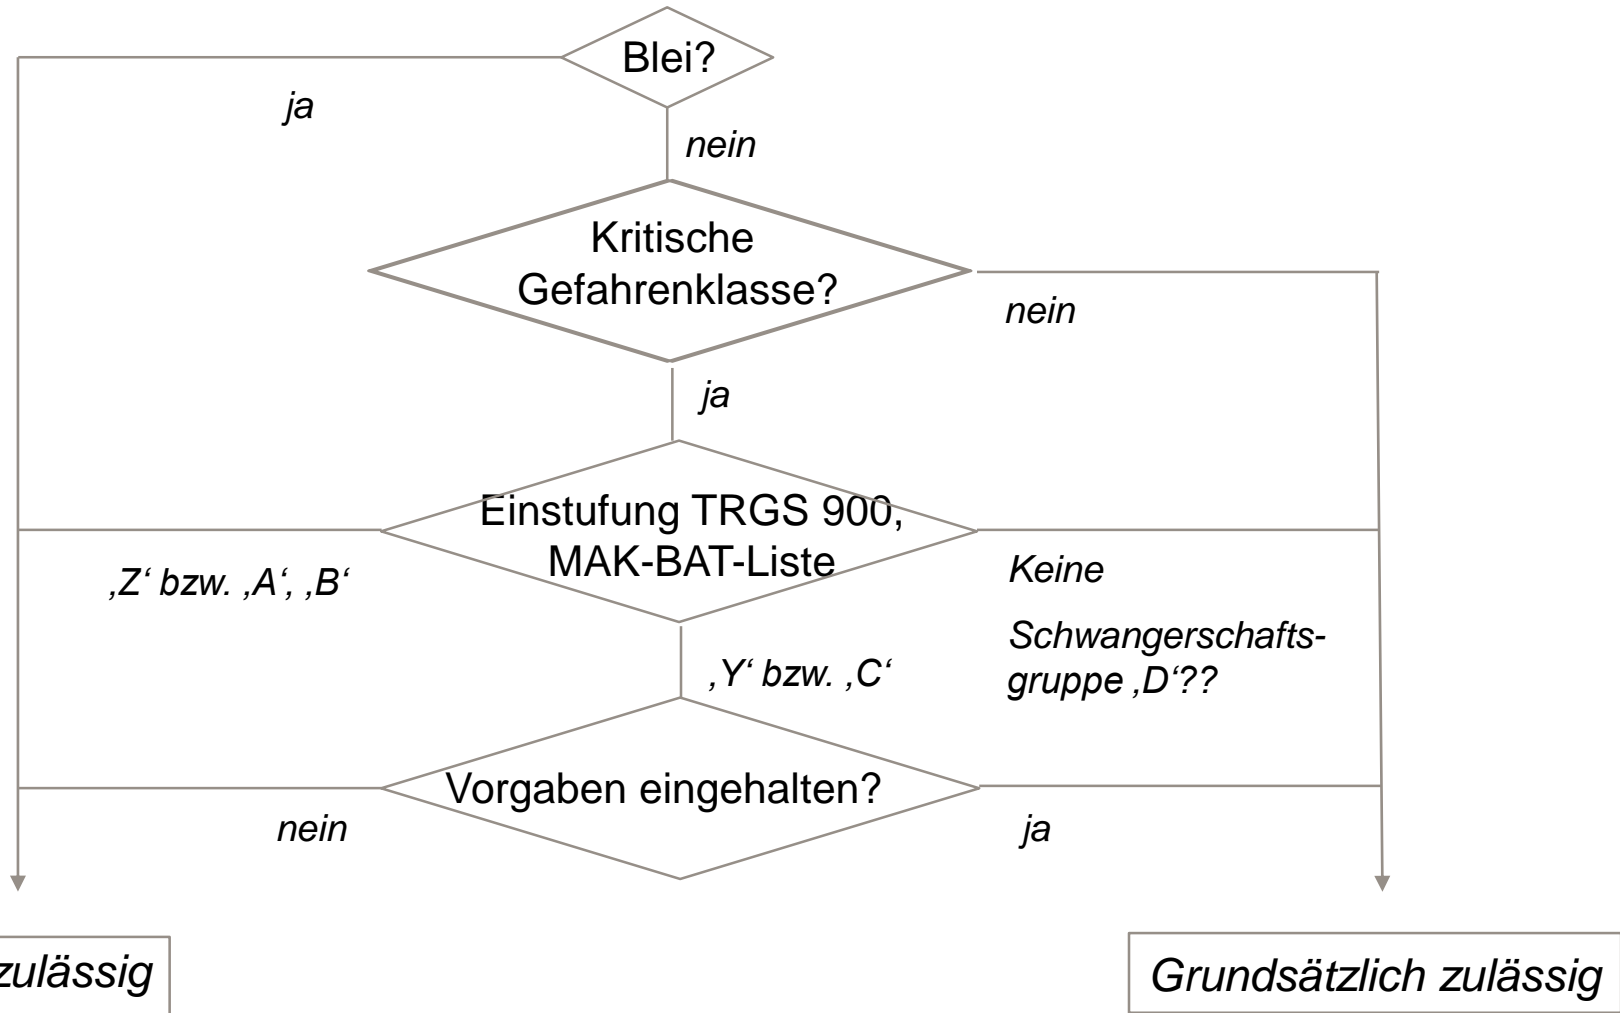 Blei?
ja
nein
Kritische
Gefahrenklasse?
nein
ja
Einstufung TRGS 900,
MAK-BAT-Liste
‚Z‘ bzw. ‚A‘, ‚B‘
Keine
Schwangerschafts-
gruppe ‚D‘??
‚Y‘ bzw. ‚C‘
Vorgaben eingehalten?
nein
ja
zulässig
Grundsätzlich zulässig